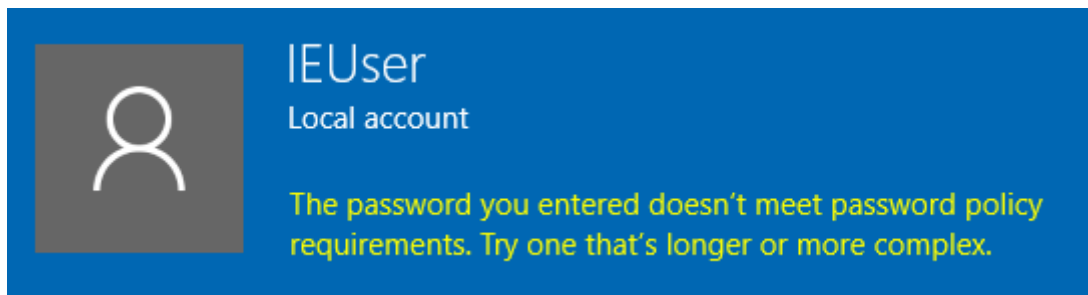 IEUser
Local account
The password you entered doesn’t meet password policy
requirements. Try one that’s longer or more complex.